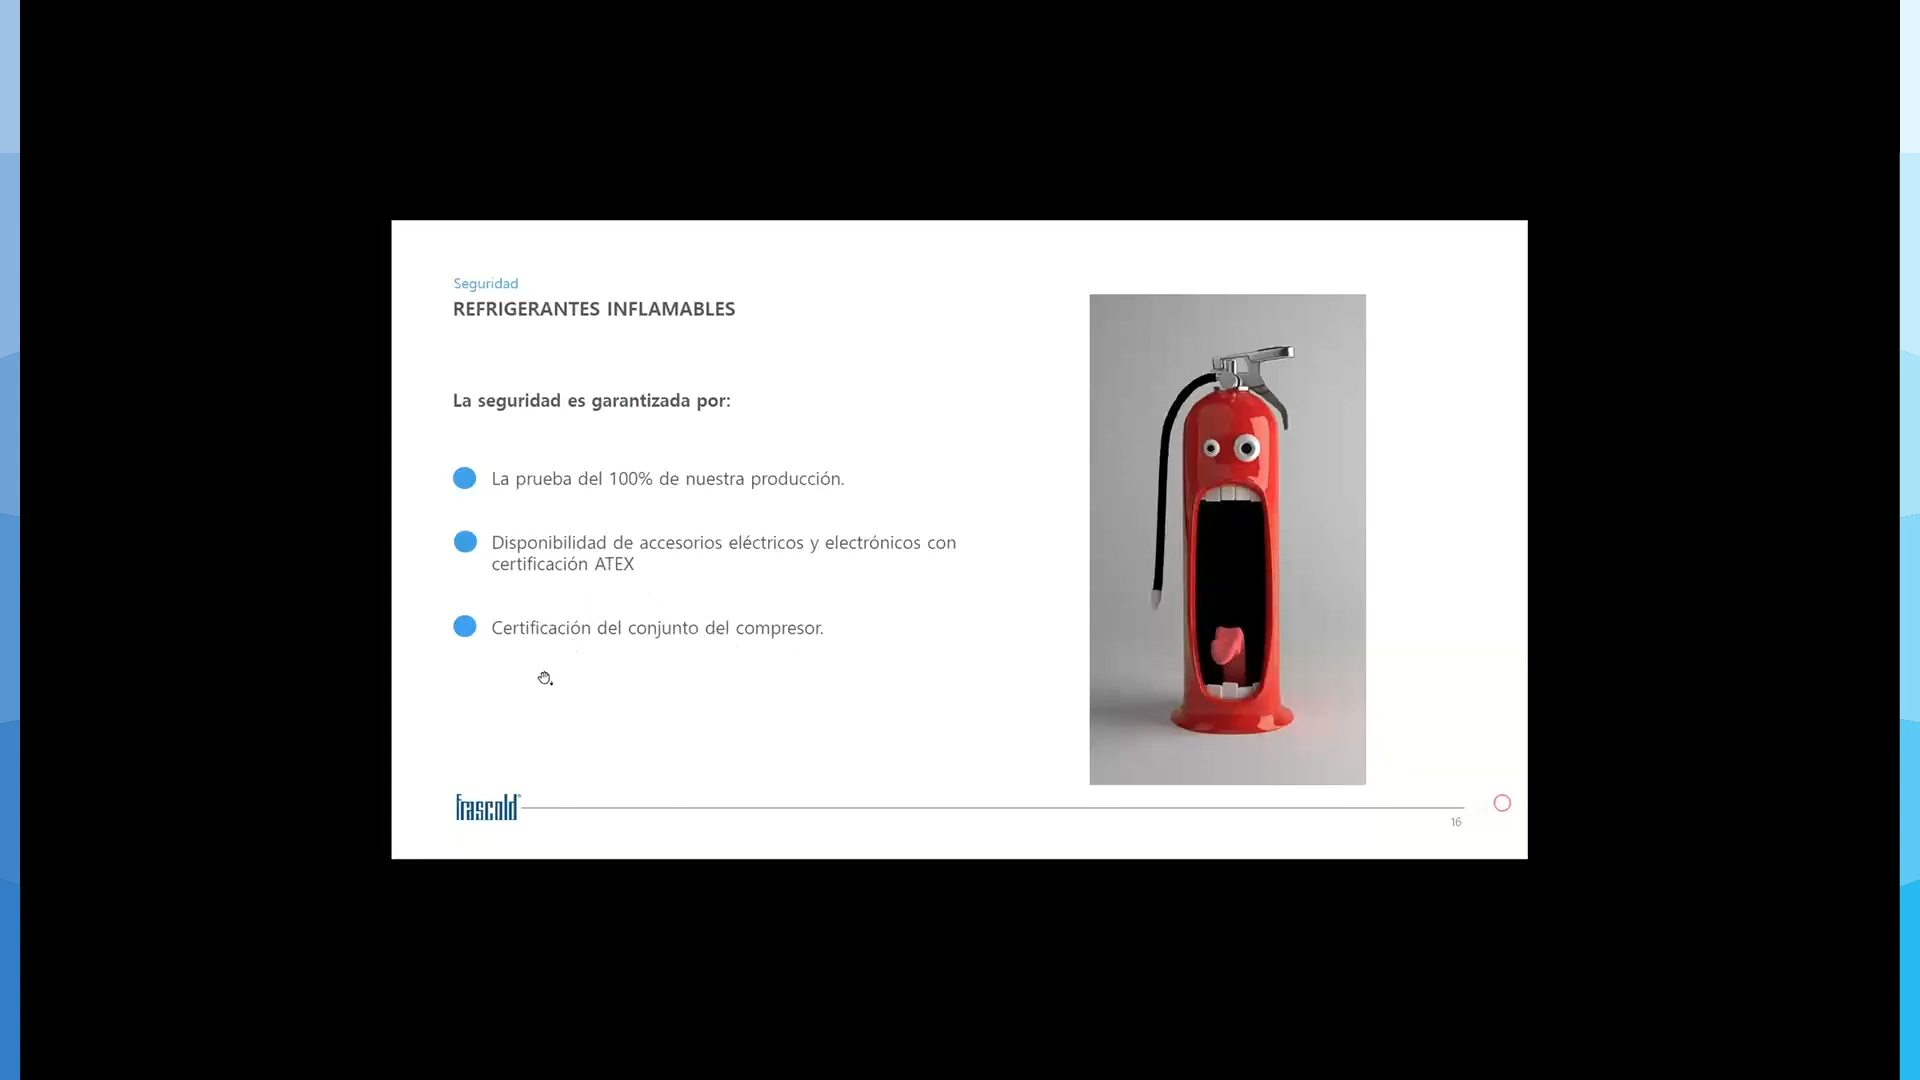 Seguridad
REFRIGERANTES INFLAMABLES
La seguridad es garantizada por:
La prueba del 100% de nuestra producción.
Disponibilidad de accesorios eléctricos y electrónicos con
certificación ATEX
Certificación del conjunto del compresor.
frascold®
16